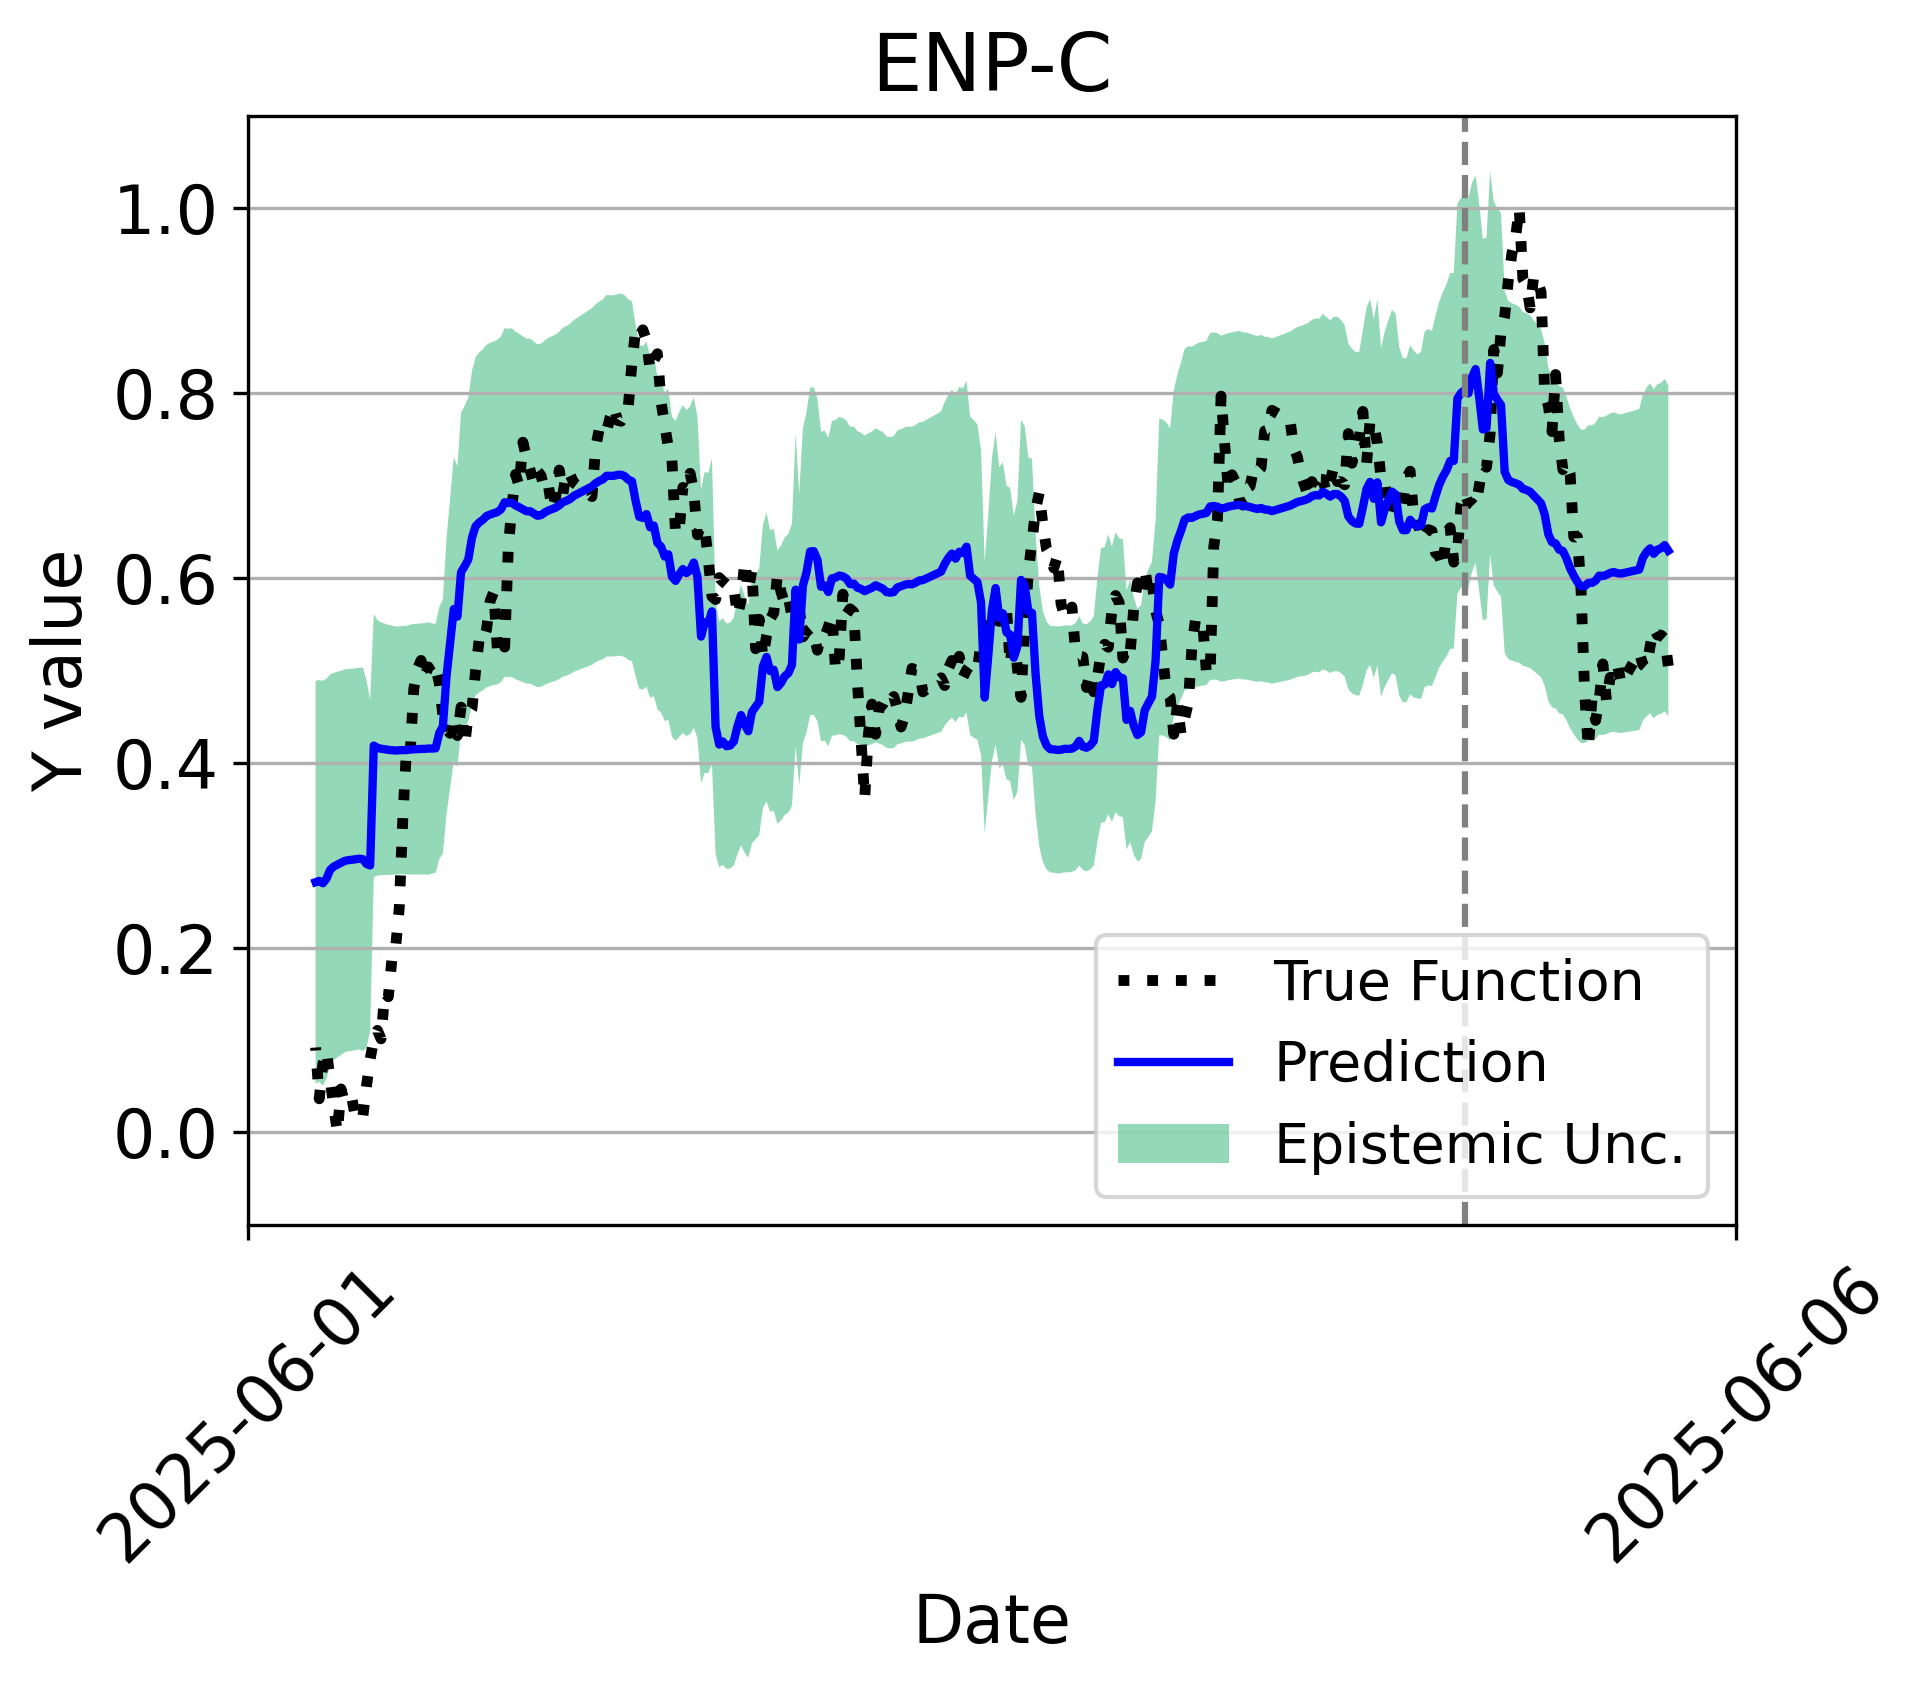 ENP-C
Y value
1.0
0.8
0.6
0.4
0.2
0.0
True Function
Prediction
Epistemic Unc.
2025-06-01
2025-06-06
Date